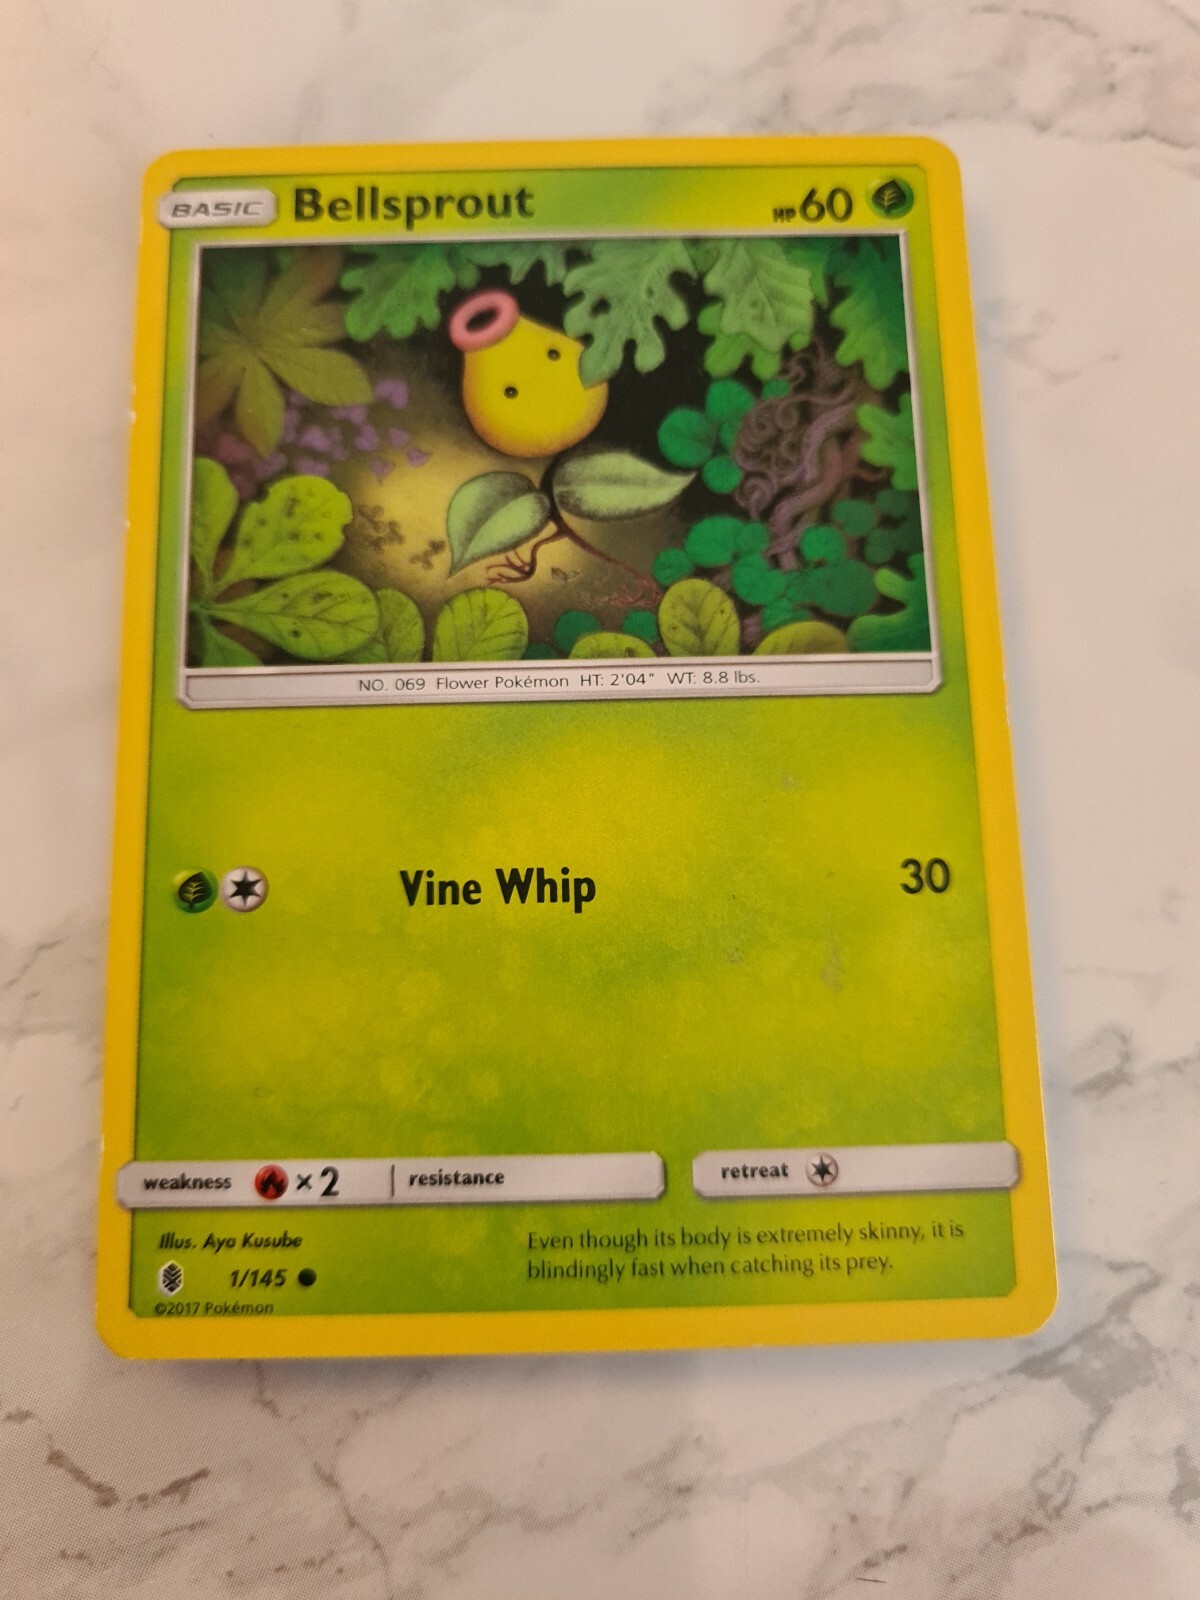 BASIC Bellsprout HP 60
NO. 069 Flower Pokémon HT: 2'04" WT: 8.8 lbs.
Vine Whip 30
weakness × 2 resistance retreat
Illus. Aya Kusube
1/145
©2017 Pokémon
Even though its body is extremely skinny, it is
blindingly fast when catching its prey.